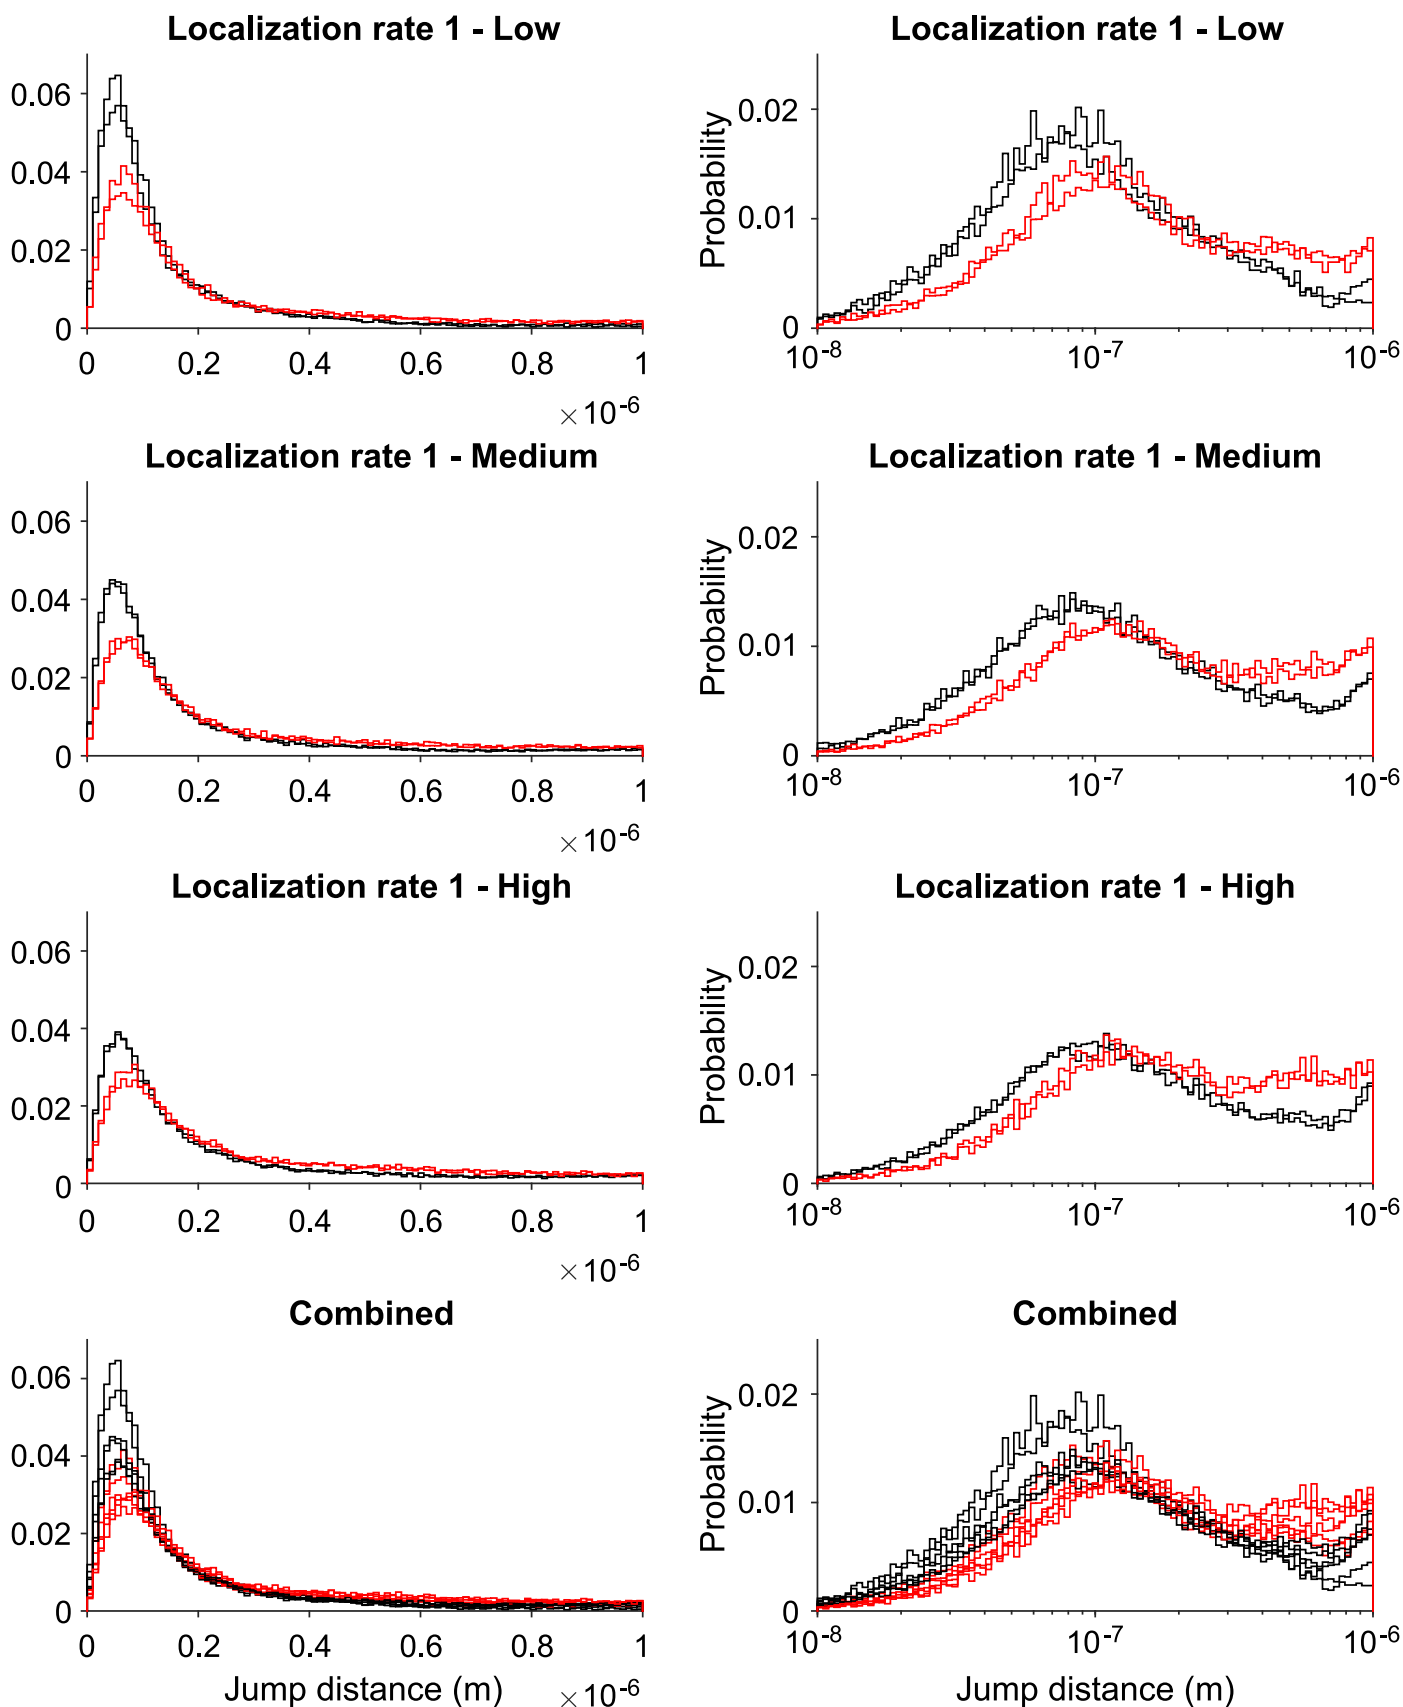 Localization rate 1 - Low
0.06
0.04
0.02
0
0 0.2 0.4 0.6 0.8 1
×10-6
Localization rate 1 - Low
Probability
0.02
0.01
0
10-8 10-7 10-6
Localization rate 1 - Medium
0.06
0.04
0.02
0
0 0.2 0.4 0.6 0.8 1
×10-6
Localization rate 1 - Medium
Probability
0.02
0.01
0
10-8 10-7 10-6
Localization rate 1 - High
0.06
0.04
0.02
0
0 0.2 0.4 0.6 0.8 1
×10-6
Localization rate 1 - High
Probability
0.02
0.01
0
10-8 10-7 10-6
Combined
0.06
0.04
0.02
0
0 0.2 0.4 0.6 0.8 1
Jump distance (m) ×10-6
Combined
Probability
0.02
0.01
0
10-8 10-7 10-6
Jump distance (m)